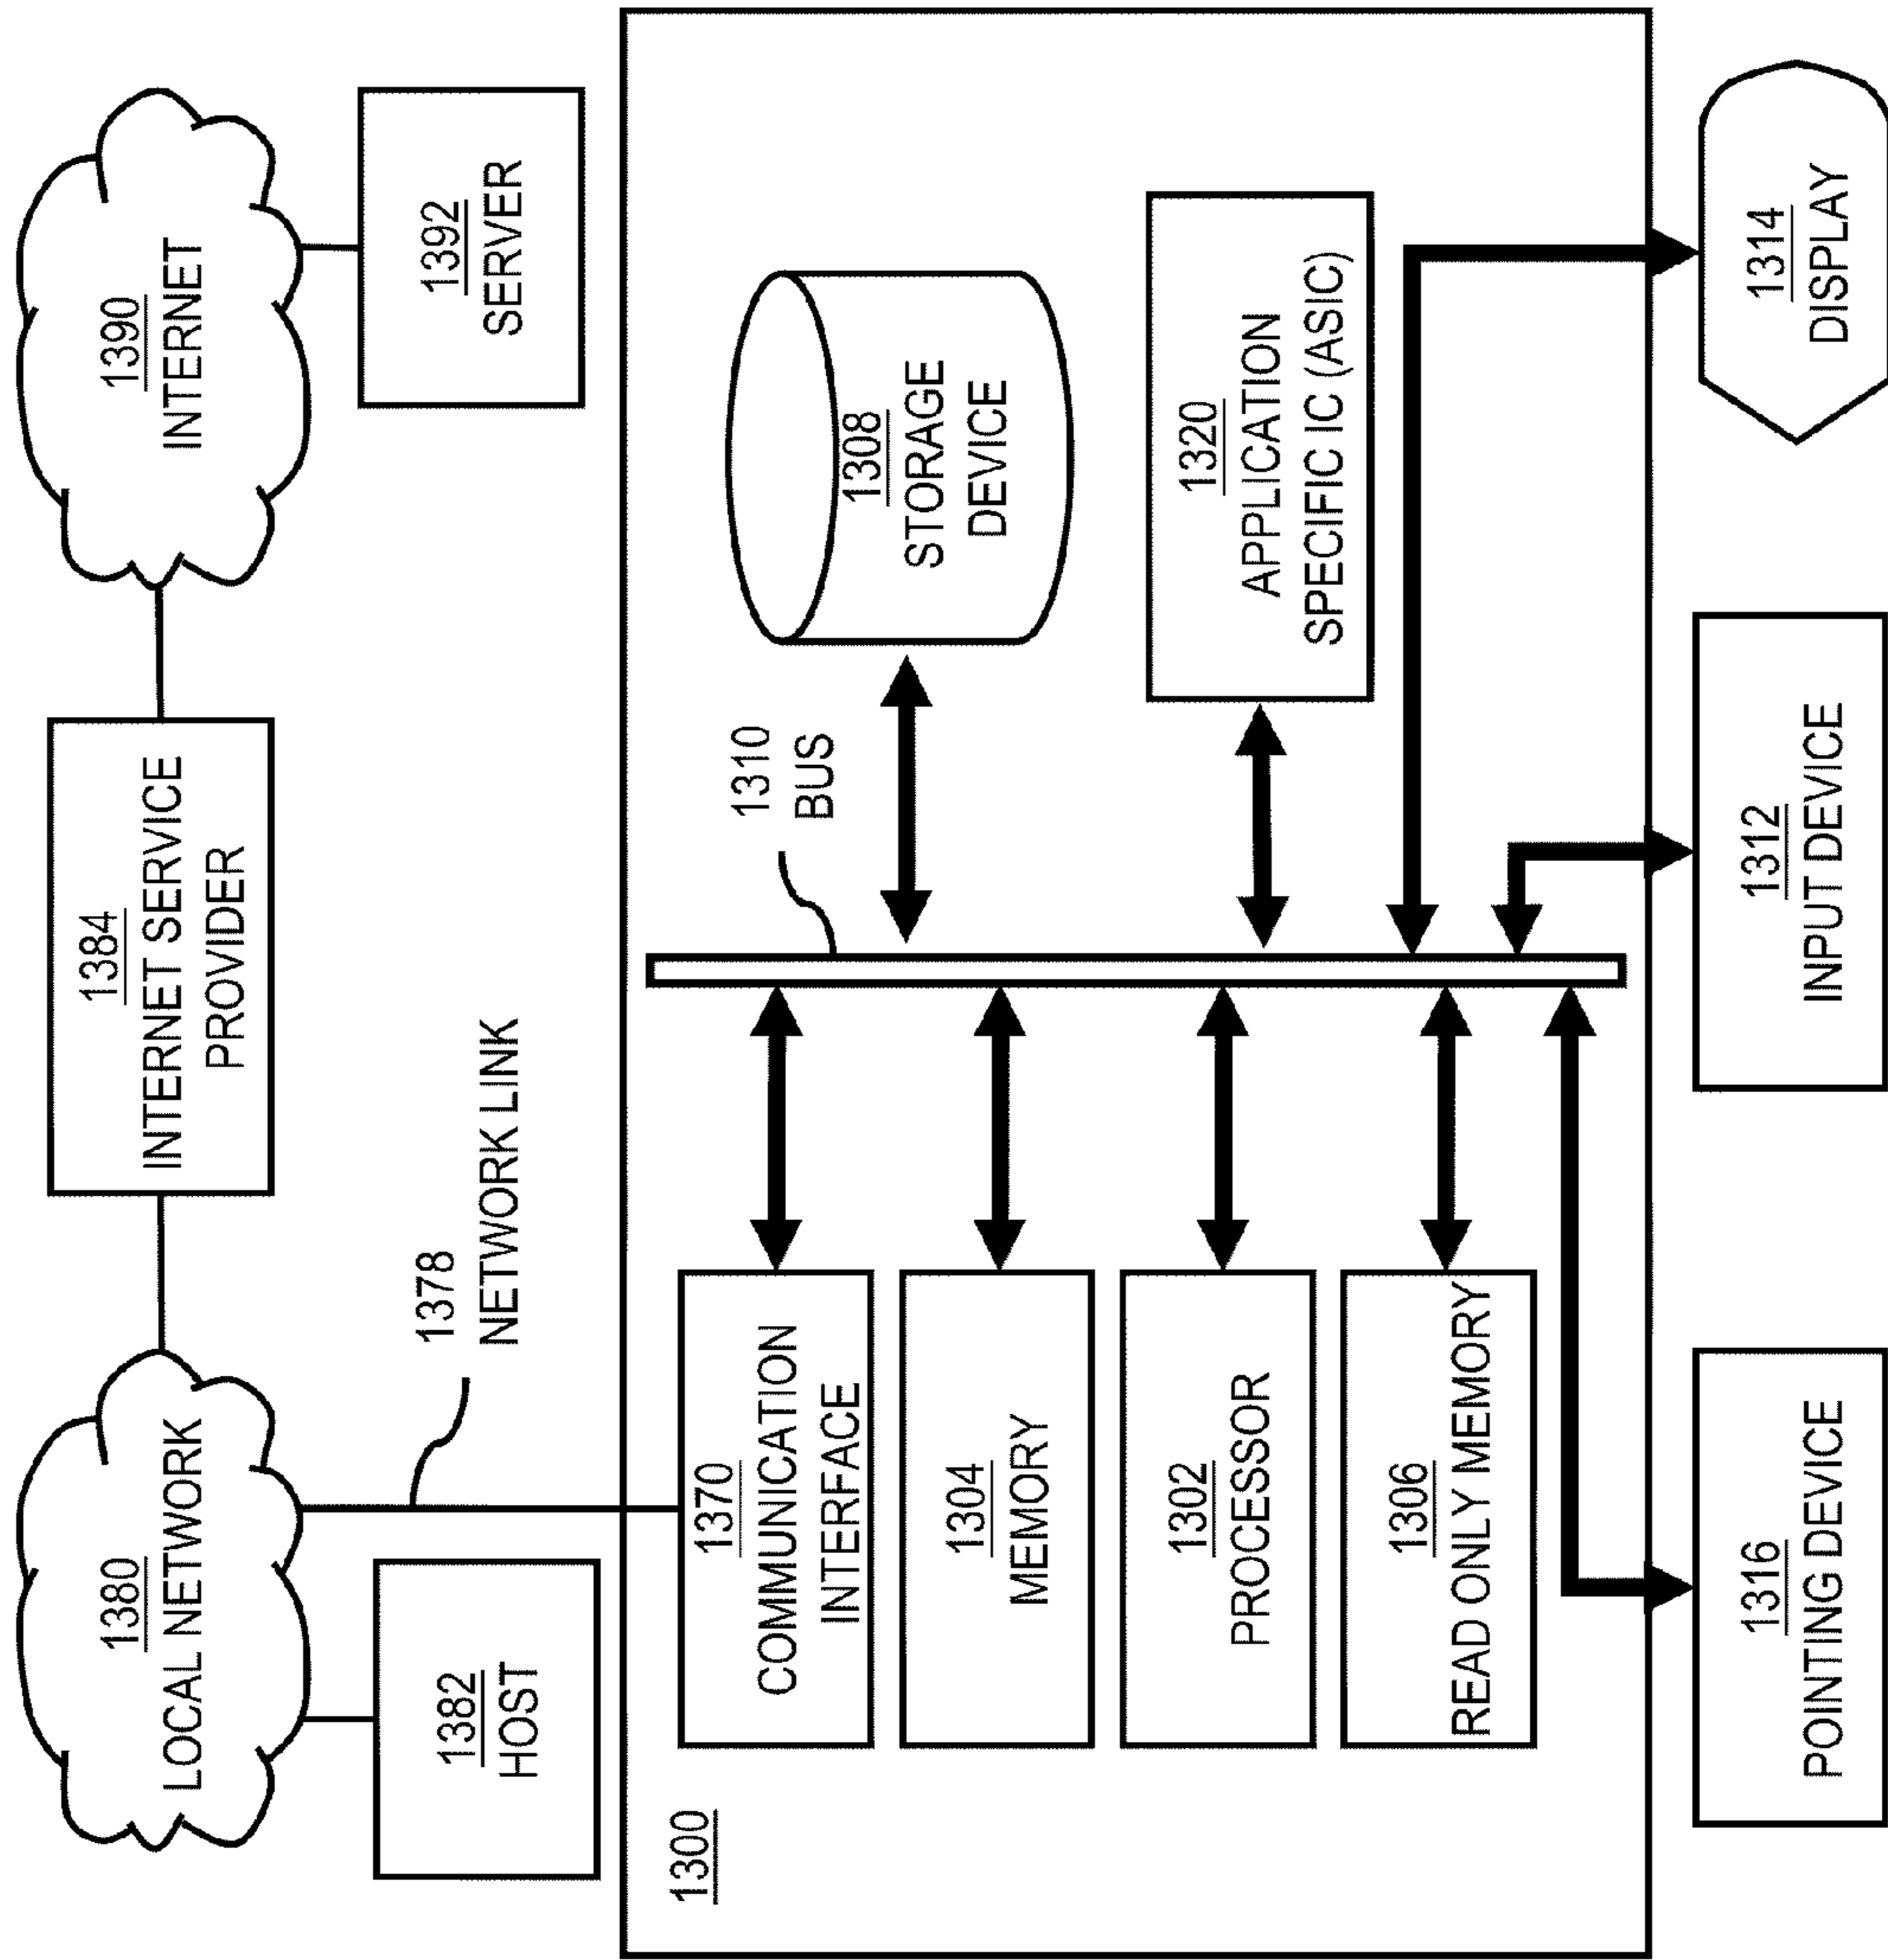 1380
LOCAL NETWORK
1384
INTERNET SERVICE
PROVIDER
1390
INTERNET
1382
HOST
1378
NETWORK LINK
1392
SERVER
1300
1370
COMMUNICATION
INTERFACE
1304
MEMORY
1302
PROCESSOR
1306
READ ONLY MEMORY
1310
BUS
1308
STORAGE
DEVICE
1320
APPLICATION
SPECIFIC IC (ASIC)
1316
POINTING DEVICE
1312
INPUT DEVICE
1314
DISPLAY